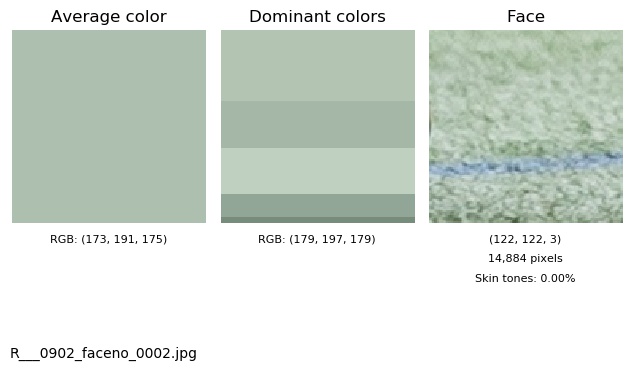 Average color
Dominant colors
Face
RGB: (173, 191, 175)
RGB: (179, 197, 179)
(122, 122, 3)
14,884 pixels
Skin tones: 0.00%
R___0902_faceno_0002.jpg